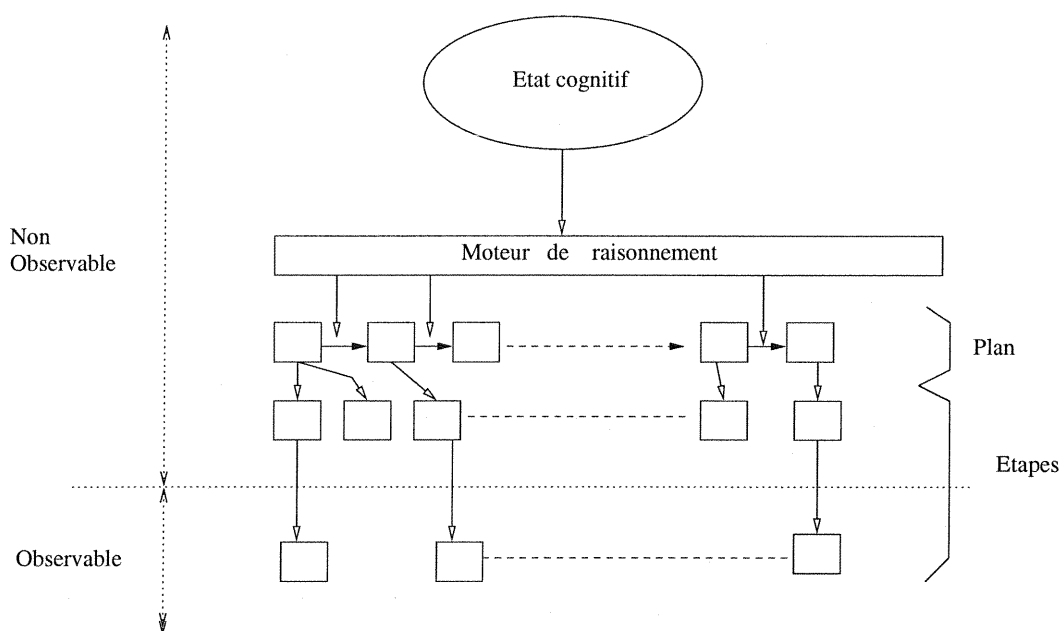 Etat cognitif
Non
Observable
Moteur de raisonnement
Plan
Etapes
Observable